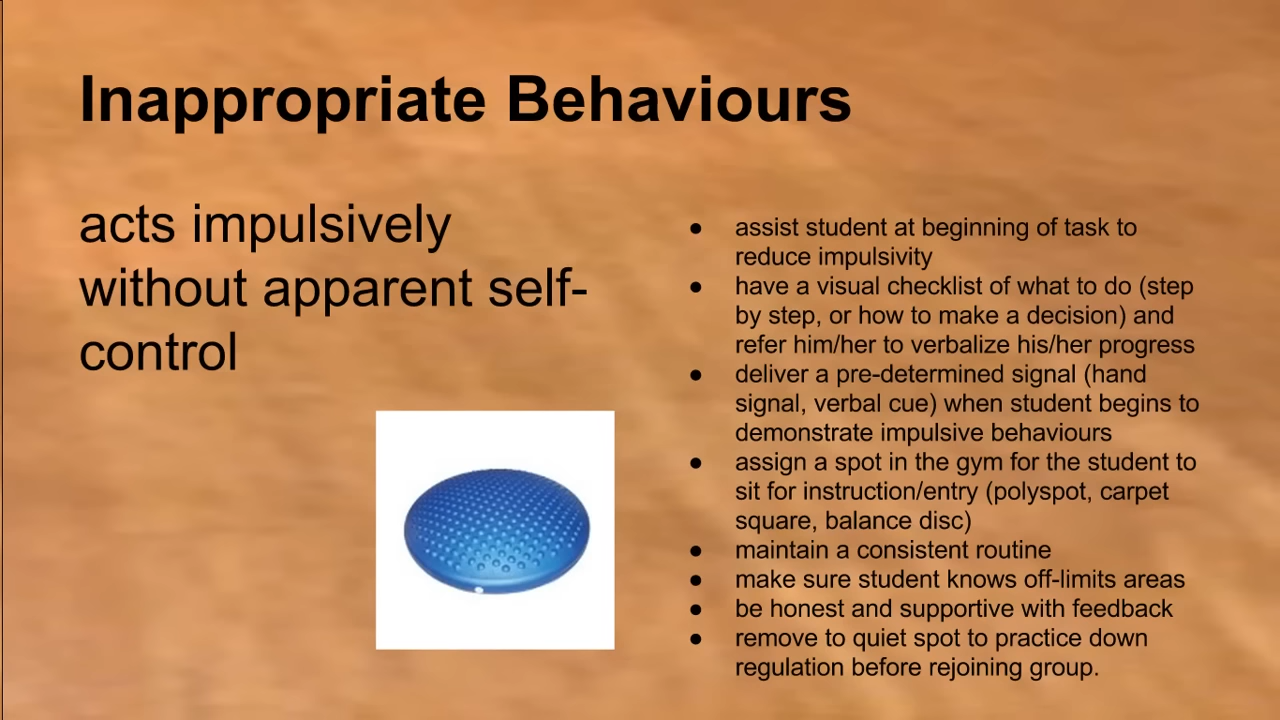 Inappropriate Behaviours
acts impulsively
without apparent self-
control
● assist student at beginning of task to
reduce impulsivity
● have a visual checklist of what to do (step
by step, or how to make a decision) and
refer him/her to verbalize his/her progress
● deliver a pre-determined signal (hand
signal, verbal cue) when student begins to
demonstrate impulsive behaviours
● assign a spot in the gym for the student to
sit for instruction/entry (polyspot, carpet
square, balance disc)
● maintain a consistent routine
● make sure student knows off-limits areas
● be honest and supportive with feedback
● remove to quiet spot to practice down
regulation before rejoining group.